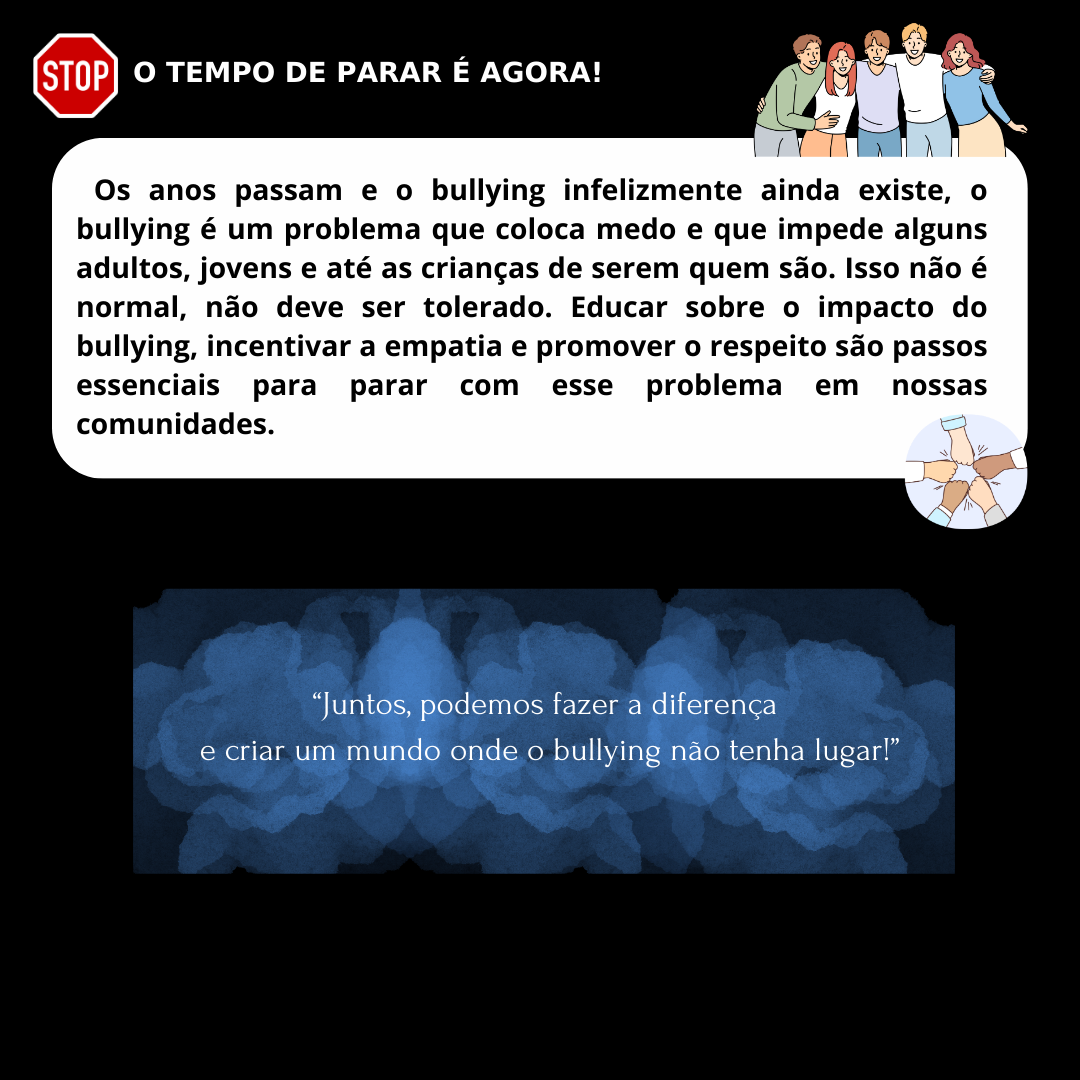 STOP
O TEMPO DE PARAR É AGORA!
Os anos passam e o bullying infelizmente ainda existe, o
bullying é um problema que coloca medo e que impede alguns
adultos, jovens e até as crianças de serem quem são. Isso não é
normal, não deve ser tolerado. Educar sobre o impacto do
bullying, incentivar a empatia e promover o respeito são passos
essenciais para parar com esse problema em nossas
comunidades.
“Juntos, podemos fazer a diferença
e criar um mundo onde o bullying não tenha lugar!”